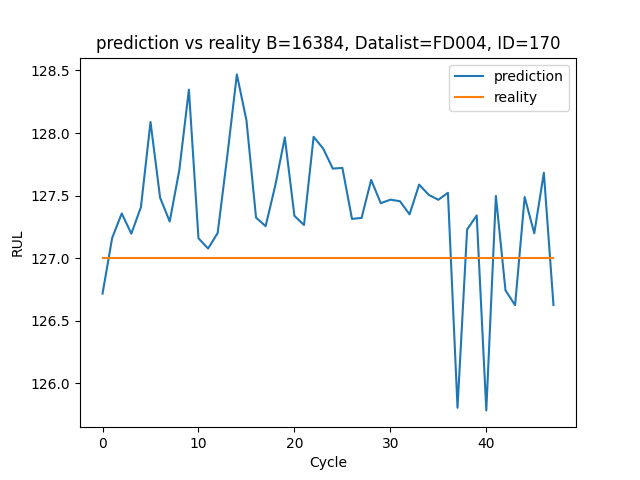 prediction vs reality B=16384, Datalist=FD004, ID=170
128.5
128.0
127.5
127.0
126.5
126.0
RUL
prediction
reality
0
10
20
30
40
Cycle